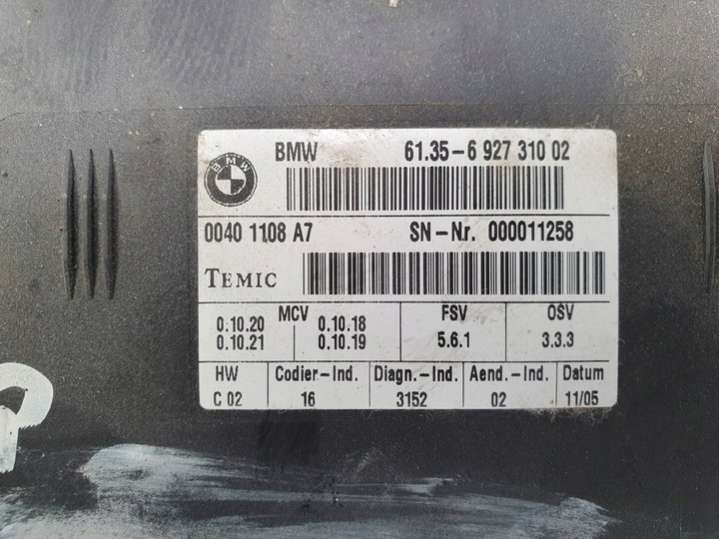 BMW 61.35-6 927 310 02
BMW
0040 1108 A7 SN-Nr. 000011258
TEMIC
MCV FSV OSV
0.10.20 0.10.18
0.10.21 0.10.19 5.6.1 3.3.3
HW Codier.-Ind. Diagn.-Ind. Aend.-Ind. Datum
C 02 16 3152 02 11/05